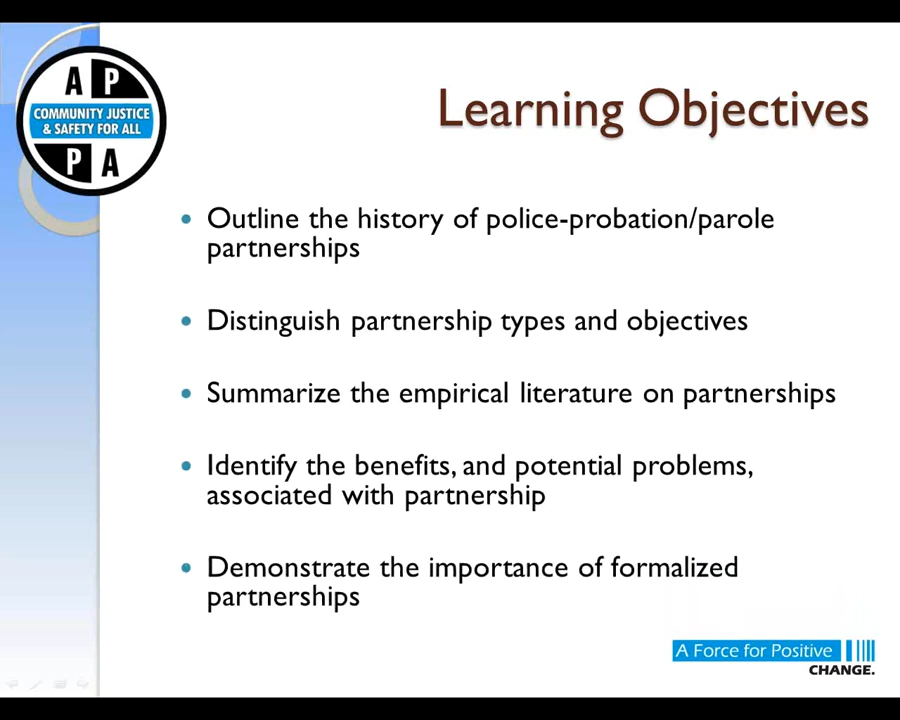 A P
COMMUNITY JUSTICE
& SAFETY FOR ALL
P A
Learning Objectives
• Outline the history of police-probation/parole
partnerships
• Distinguish partnership types and objectives
• Summarize the empirical literature on partnerships
• Identify the benefits, and potential problems,
associated with partnership
• Demonstrate the importance of formalized
partnerships
A Force for Positive
CHANGE.